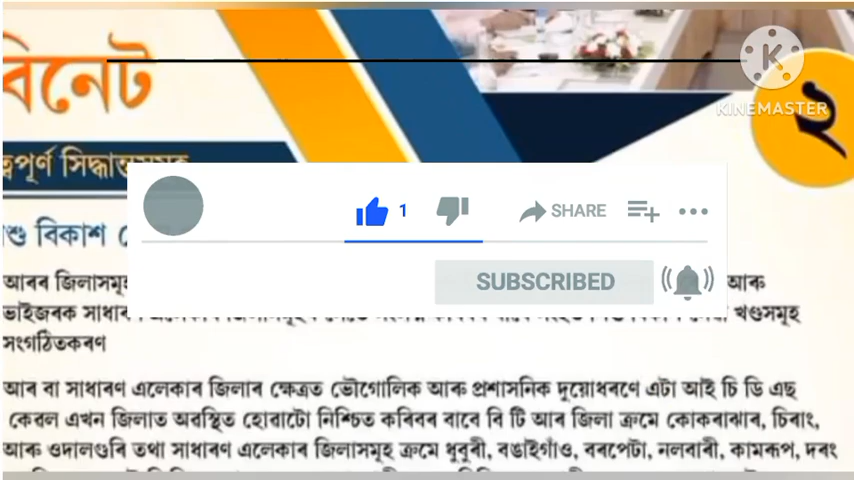 বিনেট
KINEMASTER
২
ত্বপূৰ্ণ সিদ্ধান্তসমূহ
1
SHARE
শু বিকাশ
SUBSCRIBED
আৰৰ জিলাসমূহ আৰু
ভাইজৰক সাধাৰণ খণ্ডসমূহ
সংগঠিতকৰণ
আৰ বা সাধাৰণ এলেকাৰ জিলাৰ ক্ষেত্ৰত ভৌগোলিক আৰু প্ৰশাসনিক দুয়োধৰণে এটা আই চি ডি এছ
কেৱল এখন জিলাত অৱস্থিত হোৱাটো নিশ্চিত কৰিবৰ বাবে বি টি আৰ জিলা ক্ৰমে কোকৰাঝাৰ, চিৰাং,
আৰু ওদালগুৰি তথা সাধাৰণ এলেকাৰ জিলাসমূহ ক্ৰমে ধুবুৰী, বঙাইগাঁও, বৰপেটা, নলবাৰী, কামৰূপ, দৰং